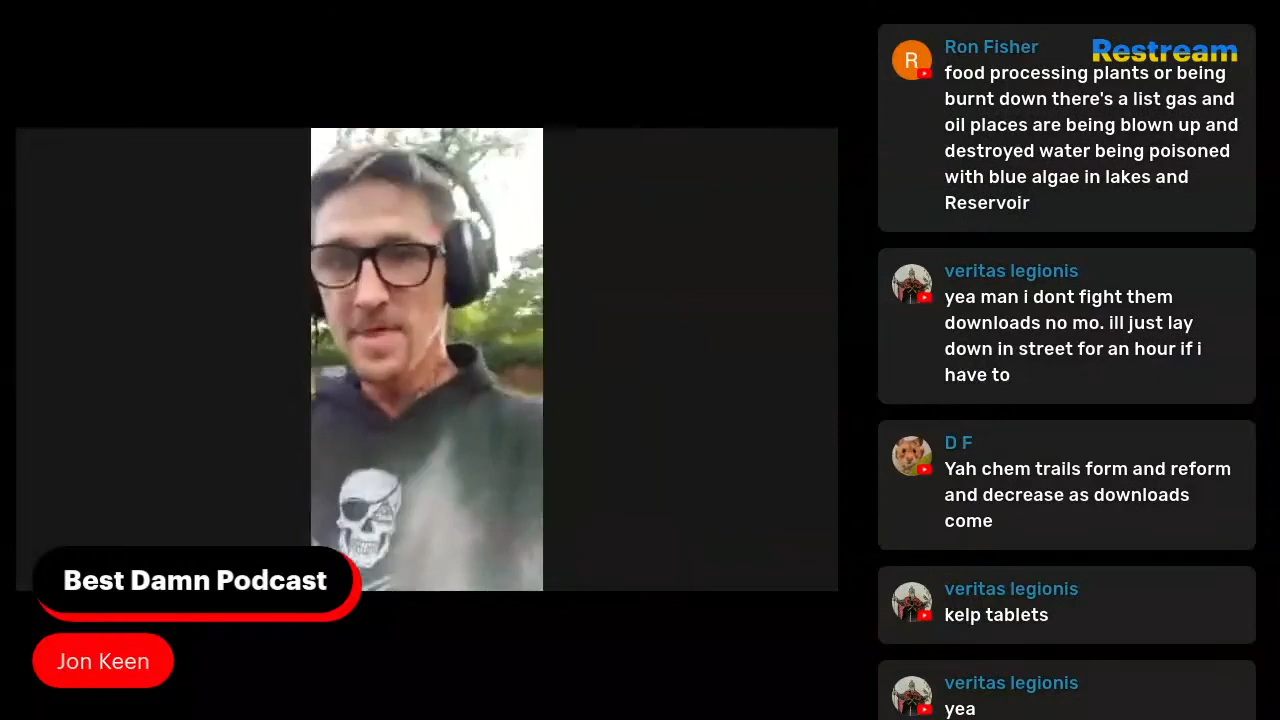 Restream
R
Ron Fisher
food processing plants or being
burnt down there's a list gas and
oil places are being blown up and
destroyed water being poisoned
with blue algae in lakes and
Reservoir
veritas legionis
yea man i dont fight them
downloads no mo. ill just lay
down in street for an hour if i
have to
D F
Yah chem trails form and reform
and decrease as downloads
come
veritas legionis
kelp tablets
veritas legionis
yea
Best Damn Podcast
Jon Keen